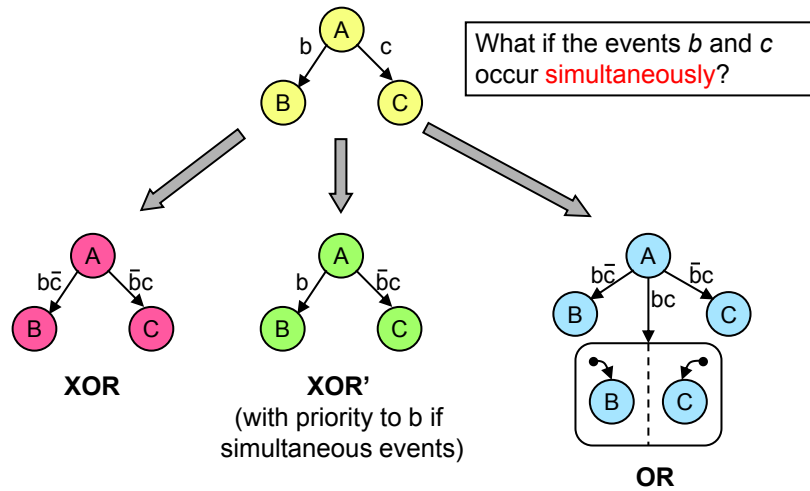 A
b c
What if the events b and c
occur simultaneously?
B C
A
bc̅ b̅c
B C
XOR
A
b b̅c
B C
XOR’
(with priority to b if
simultaneous events)
A
bc̅ b̅c
bc
B C
B C
OR